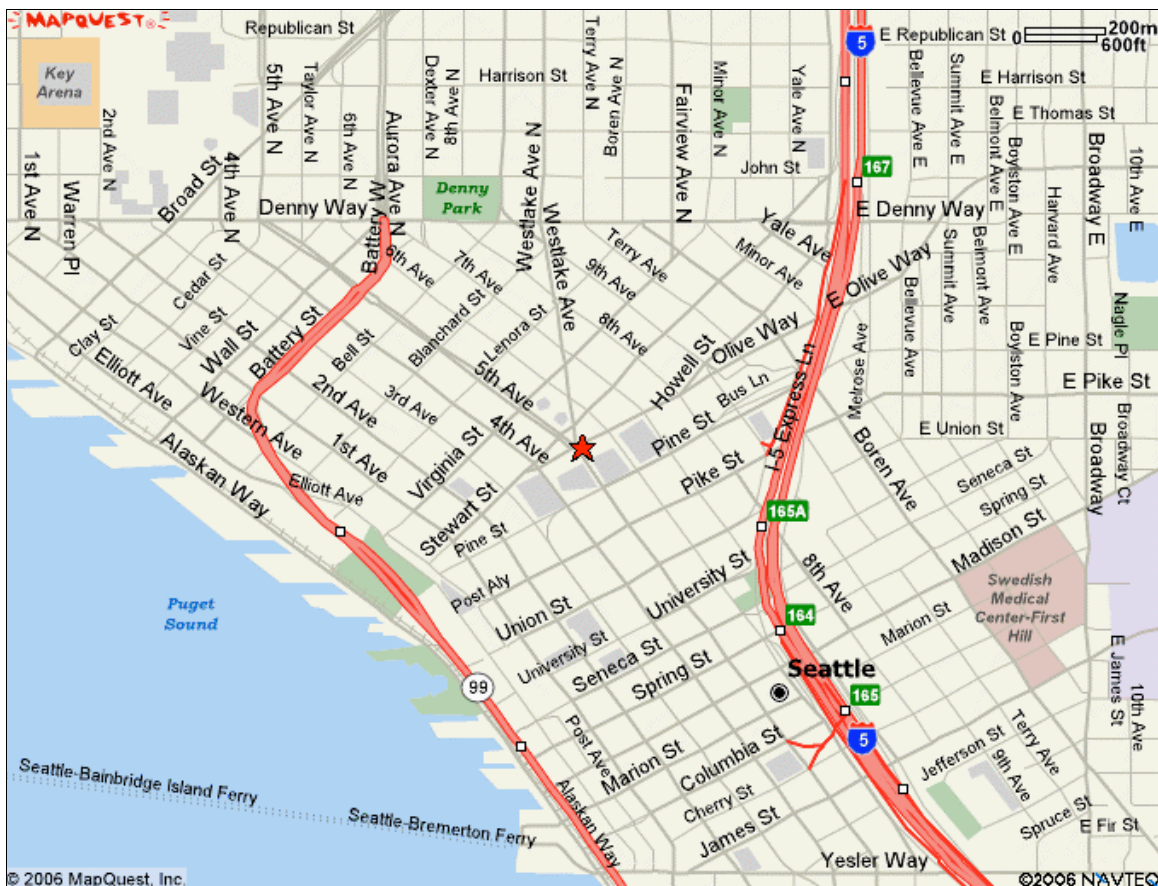 MAPQUEST®
Republican St
Terry Ave N
Boren Ave N
5
E Republican St
0 200m
600ft
Key
Arena
5th Ave N
Taylor Ave N
6th Ave N
Aurora Ave N
Dexter Ave N
8th Ave N
Harrison St
Westlake Ave N
Fairview Ave N
Minor Ave N
Yale Ave N
Bellevue Ave E
Summit Ave E
E Harrison St
Belmont Ave E
E Thomas St
2nd Ave N
1st Ave N
Warren Pl
Broad St
4th Ave N
Denny Way
Battery W
Denny
Park
John St
167
Boylston Ave E
Harvard Ave E
Broadway E
10th Ave E
E Denny Way
Yale Ave
Westlake Ave
Terry Ave
Minor Ave
9th Ave
8th Ave
7th Ave
6th Ave
Cedar St
Vine St
Clay St
Wall St
Battery St
Bell St
Blanchard St
Lenora St
5th Ave
Howell St
Olive Way
E Olive Way
Bus Ln
Melrose Ave
Bellevue Ave
Summit Ave
Belmont Ave
Boylston Ave
E Pine St
Nagle Pl
E Pike St
Elliott Ave
Western Ave
2nd Ave
3rd Ave
4th Ave
1st Ave
Virginia St
Stewart St
Pine St
Pine St
Pike St
I-5 Express Ln
Boren Ave
E Union St
Broadway
Broadway Ct
Alaskan Way
Elliott Ave
Seneca St
Spring St
Madison St
165A
8th Ave
Post Aly
Union St
University St
University St
Seneca St
Spring St
164
Marion St
Swedish
Medical
Center-First
Hill
Puget
Sound
99
Seattle
165
5
E James St
10th Ave
Post Ave
Marion St
Columbia St
Cherry St
James St
Jefferson St
Terry Ave
9th Ave
Spruce St
E Fir St
Seattle-Bainbridge Island Ferry
Seattle-Bremerton Ferry
Alaskan Way
Yesler Way
© 2006 MapQuest, Inc.
©2006 NAVTEQ